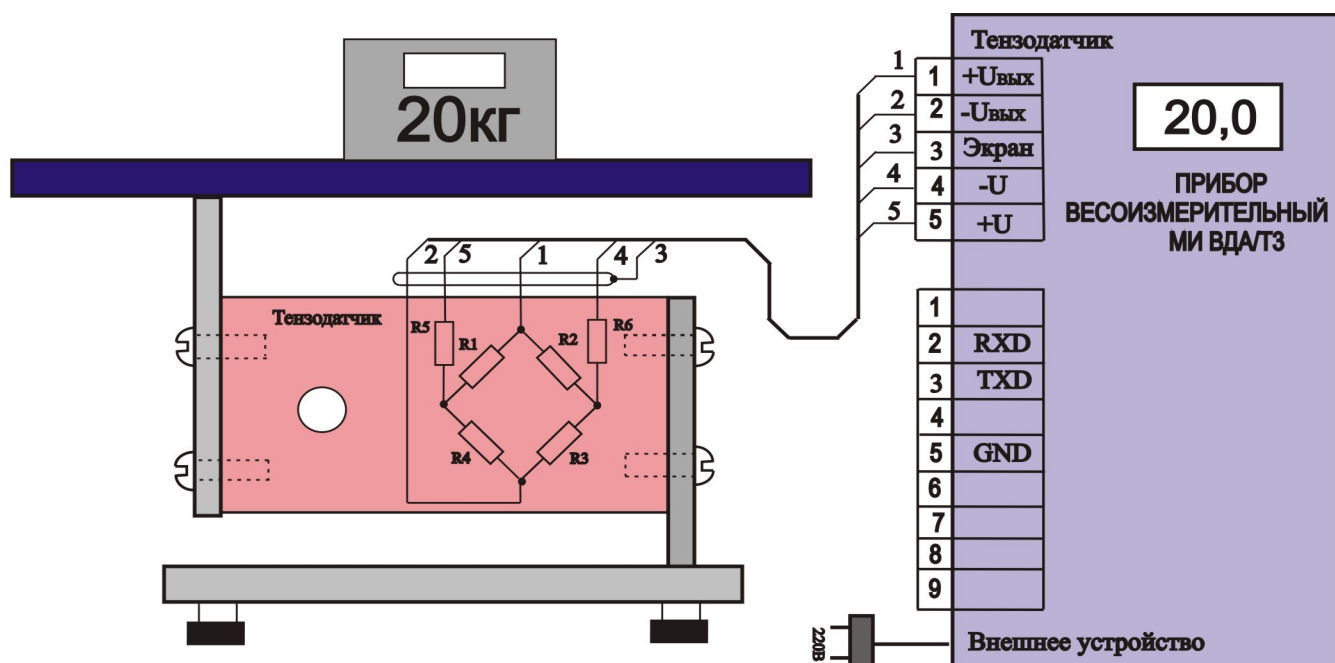 20кг
Тензодатчик
2
5
1
4
3
R5
R1
R2
R6
R4
R3
Тензодатчик
1 1 +Uвых
2 2 -Uвых
3 3 Экран
4 4 -U
5 5 +U
20,0
ПРИБОР
ВЕСОИЗМЕРИТЕЛЬНЫЙ
МИ ВДА/ТЗ
1
2 RXD
3 TXD
4
5 GND
6
7
8
9
220В
Внешнее устройство